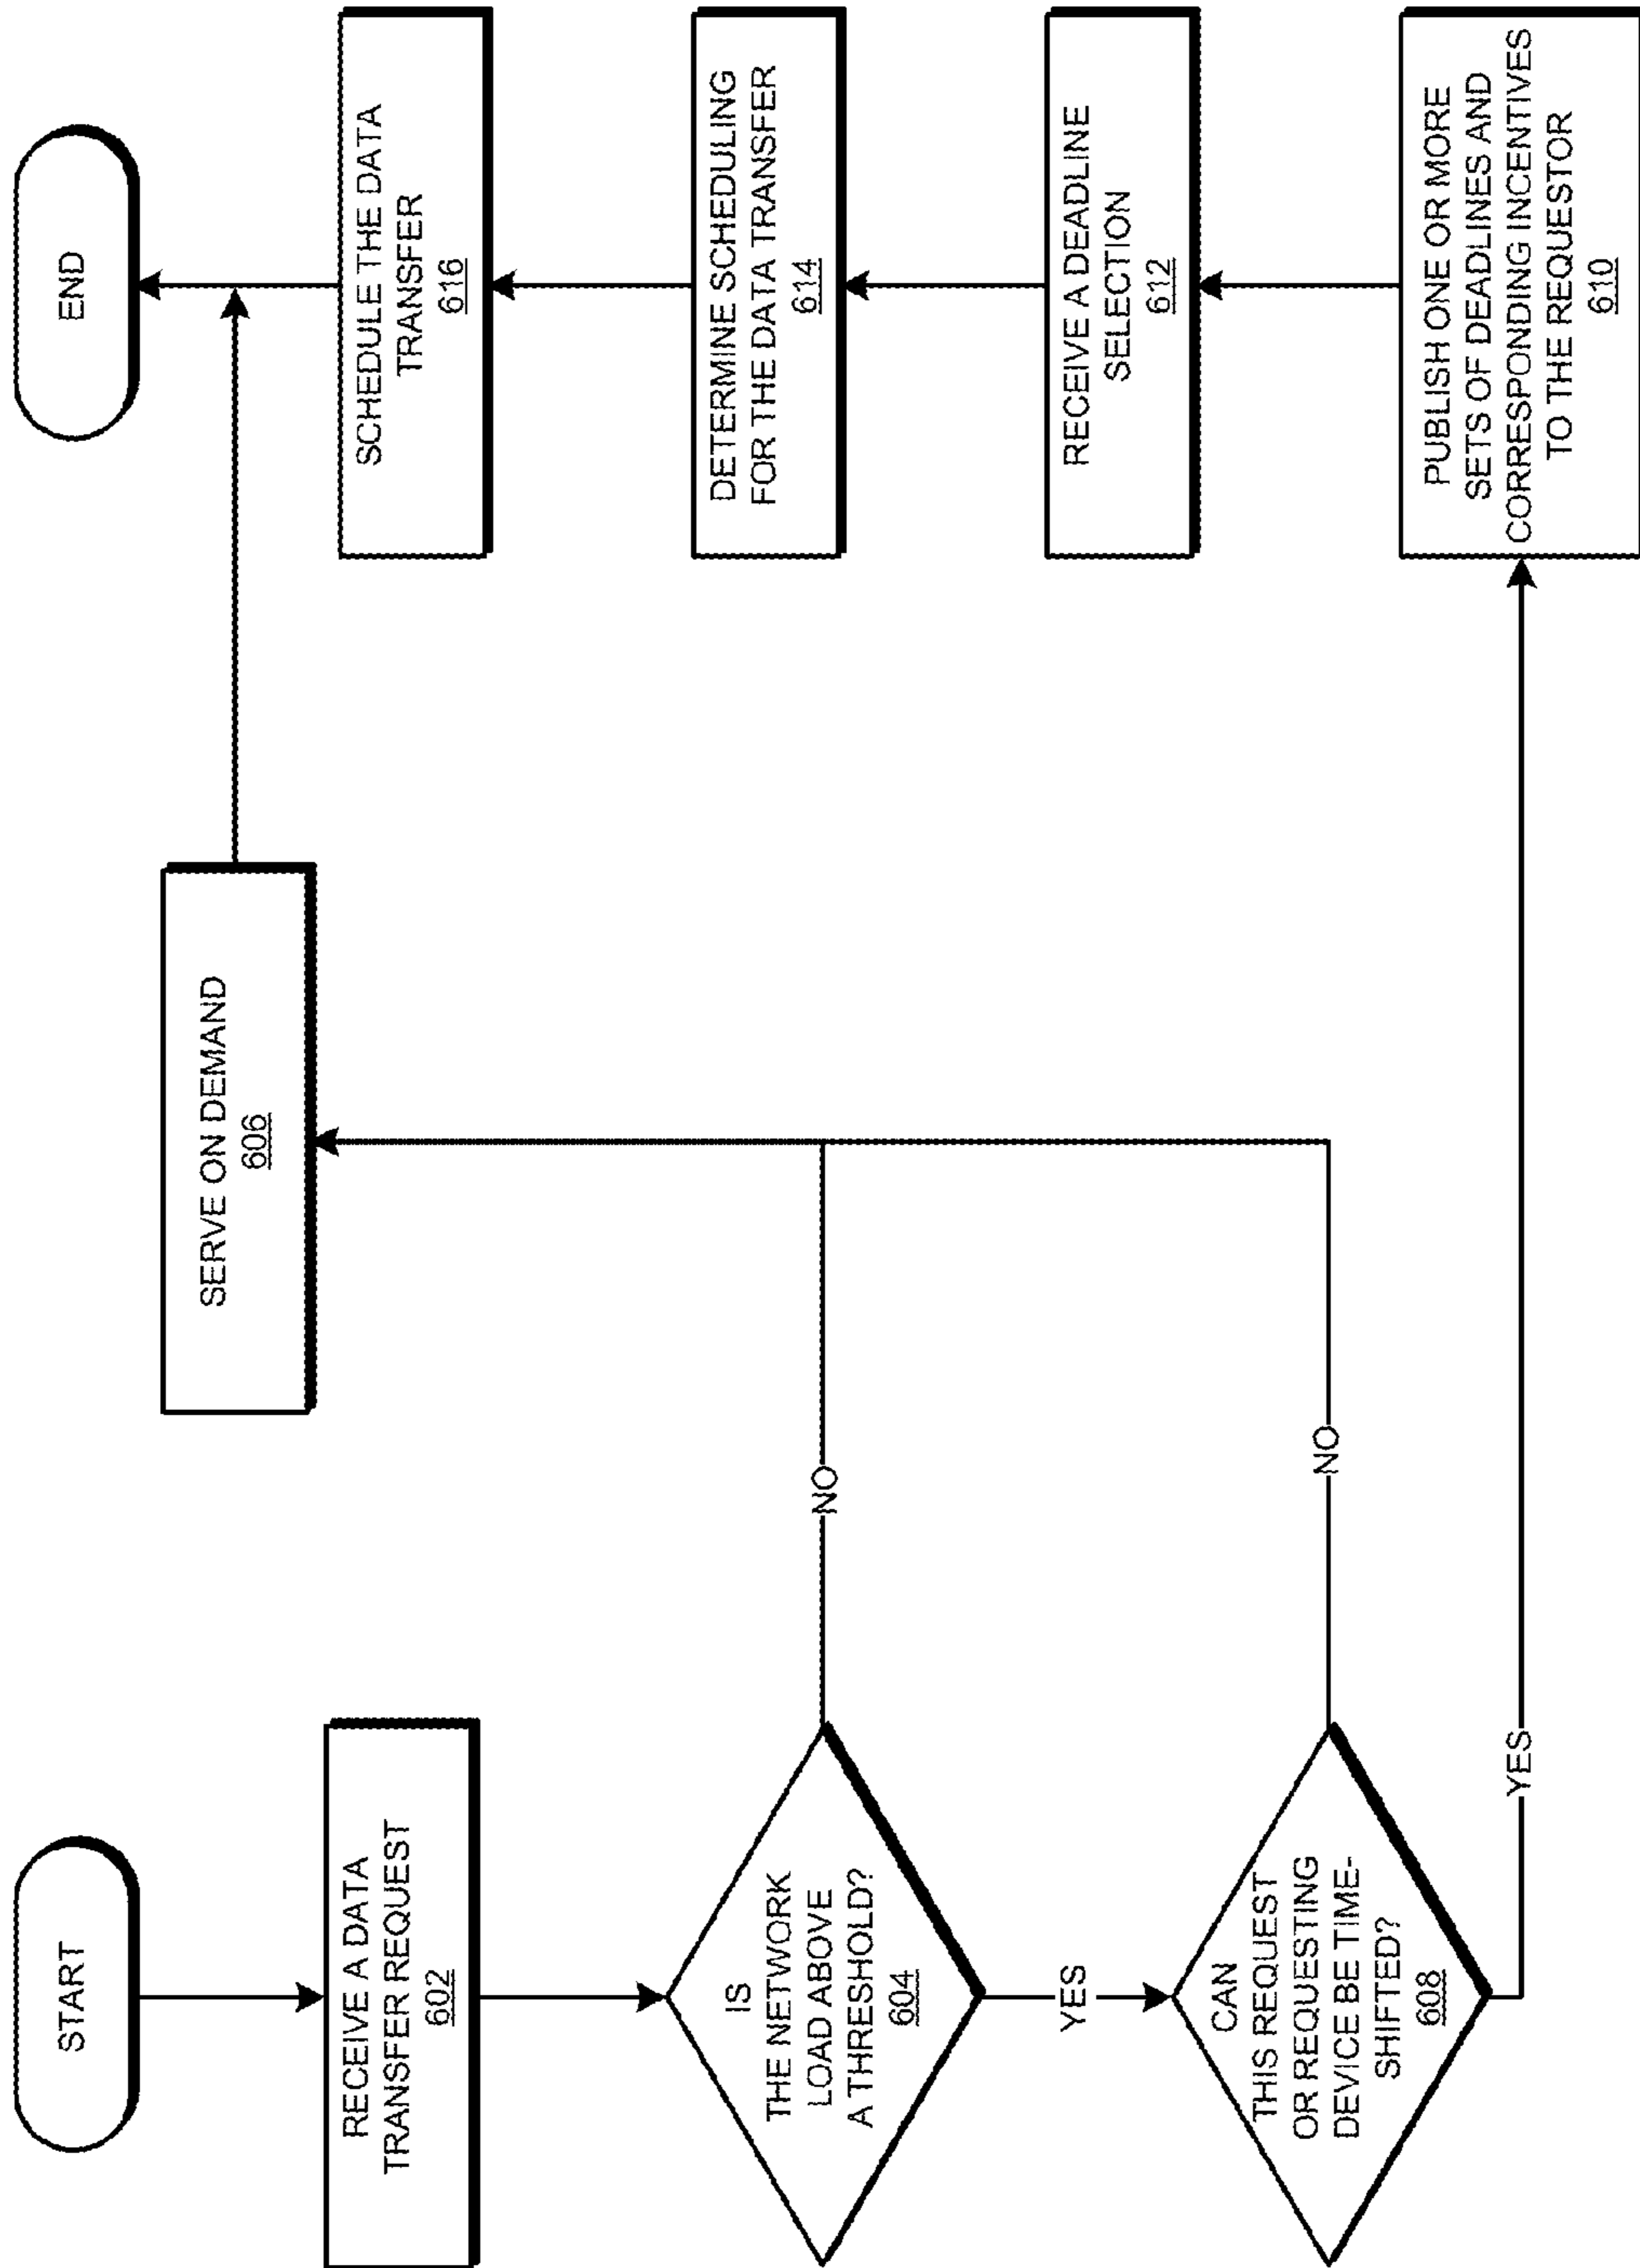 START
RECEIVE A DATA
TRANSFER REQUEST
602
IS
THE NETWORK
LOAD ABOVE
A THRESHOLD?
604
NO
YES
CAN
THIS REQUEST
OR REQUESTING
DEVICE BE TIME-
SHIFTED?
608
NO
YES
SERVE ON DEMAND
606
PUBLISH ONE OR MORE
SETS OF DEADLINES AND
CORRESPONDING INCENTIVES
TO THE REQUESTOR
610
RECEIVE A DEADLINE
SELECTION
612
DETERMINE SCHEDULING
FOR THE DATA TRANSFER
614
SCHEDULE THE DATA
TRANSFER
616
END